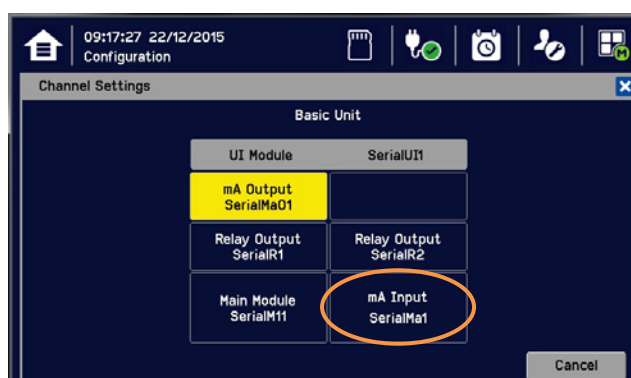 09:17:27 22/12/2015
Configuration
M
Channel Settings
Basic Unit
UI Module SerialUI1
mA Output
SerialMaO1
Relay Output Relay Output
SerialR1 SerialR2
Main Module mA Input
SerialM11 SerialMa1
Cancel